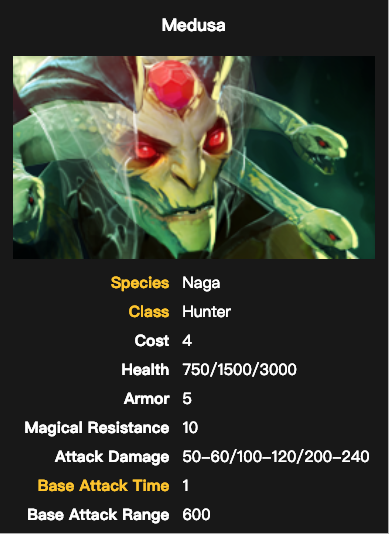 Medusa
Species Naga
Class Hunter
Cost 4
Health 750/1500/3000
Armor 5
Magical Resistance 10
Attack Damage 50-60/100-120/200-240
Base Attack Time 1
Base Attack Range 600